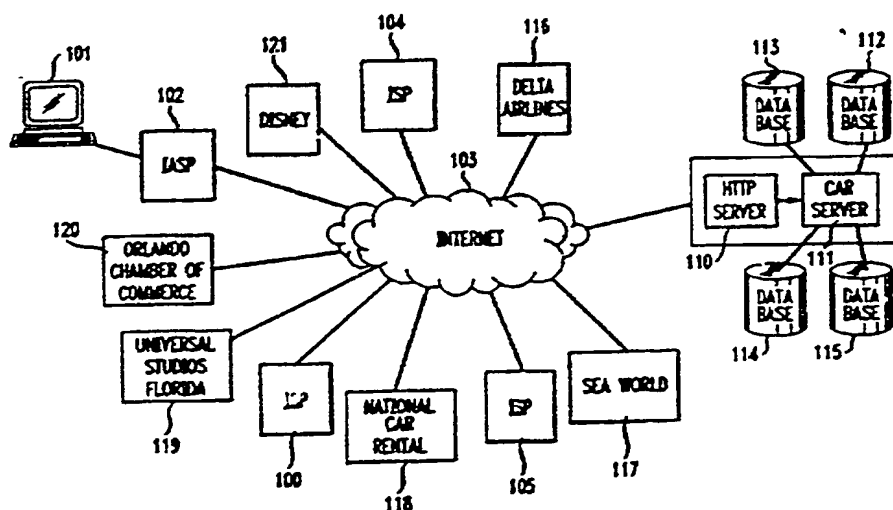 101
121
104
116
113
112
102
DISNEY
ISP
DELTA
AIRLINES
DATA
BASE
DATA
BASE
IASP
103
HTTP
SERVER
CAR
SERVER
120
INTERNET
ORLANDO
CHAMBER OF
COMMERCE
110
111
DATA
BASE
DATA
BASE
UNIVERSAL
STUDIOS
FLORIDA
114
115
ISP
NATIONAL
CAR
RENTAL
ISP
SEA WORLD
119
100
118
105
117